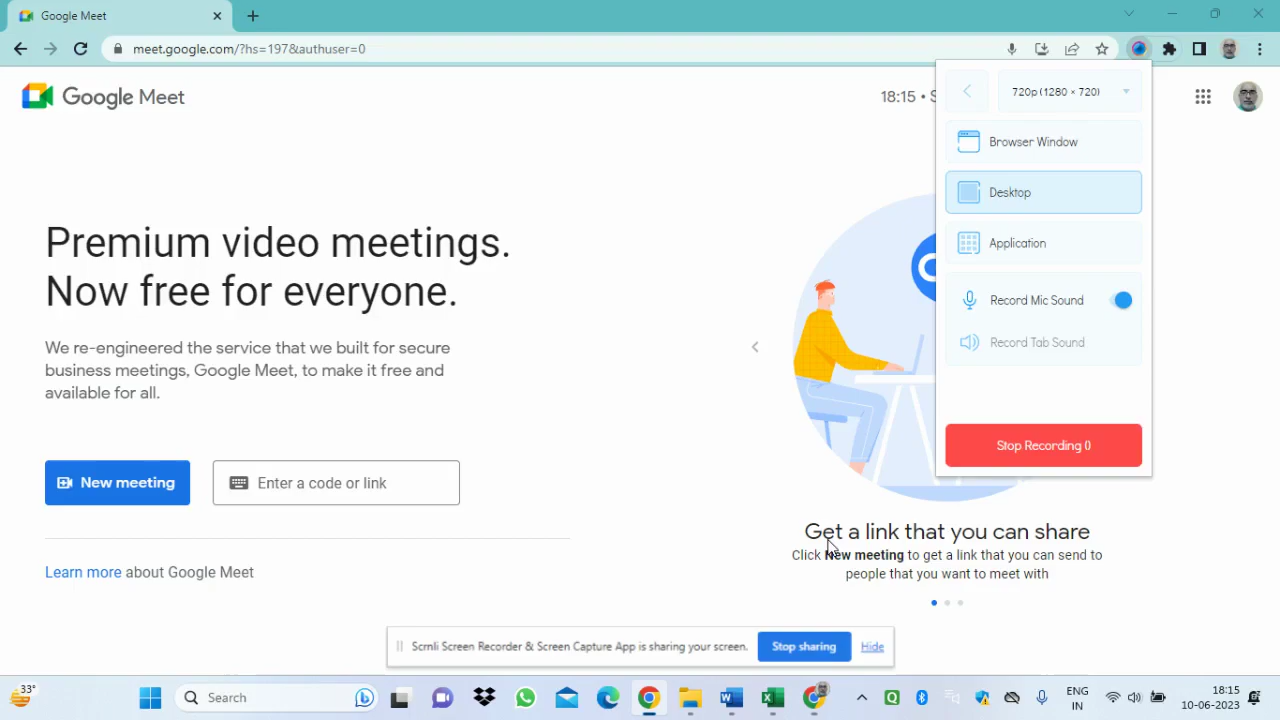 Google Meet
meet.google.com/?hs=197&authuser=0
Google Meet
18:15 • S
720p (1280 × 720)
Browser Window
Desktop
Application
Record Mic Sound
Record Tab Sound
Stop Recording ()
Premium video meetings.
Now free for everyone.
We re-engineered the service that we built for secure
business meetings, Google Meet, to make it free and
available for all.
New meeting
Enter a code or link
Learn more about Google Meet
Get a link that you can share
Click New meeting to get a link that you can send to
people that you want to meet with
Scrnli Screen Recorder & Screen Capture App is sharing your screen.
Stop sharing
Hide
33°
Search
ENG
IN
18:15
10-06-2023